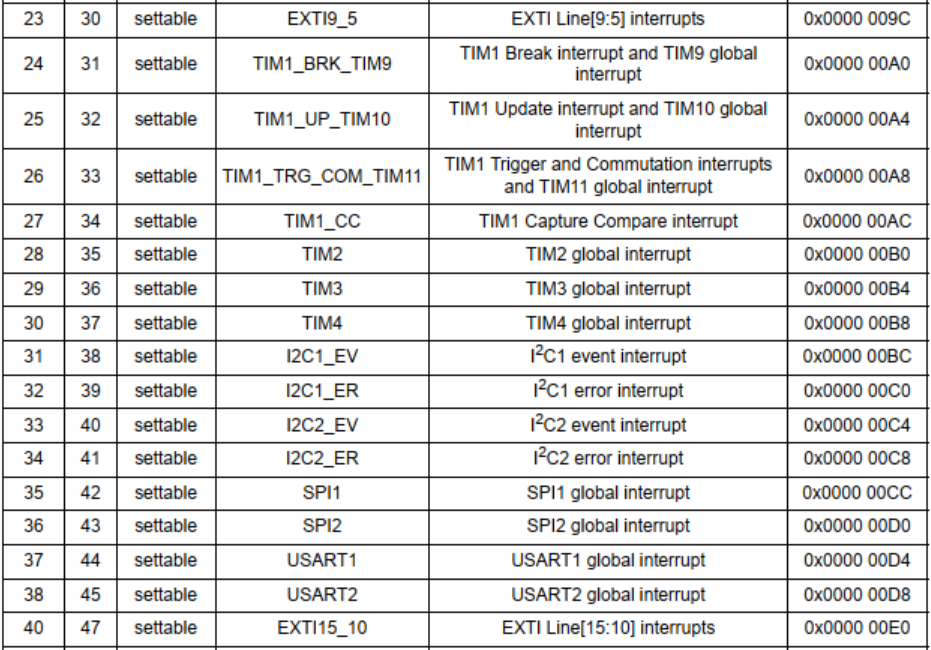 23 30 settable EXTI9_5 EXTI Line[9:5] interrupts 0x0000 009C
24 31 settable TIM1_BRK_TIM9 TIM1 Break interrupt and TIM9 global interrupt 0x0000 00A0
25 32 settable TIM1_UP_TIM10 TIM1 Update interrupt and TIM10 global interrupt 0x0000 00A4
26 33 settable TIM1_TRG_COM_TIM11 TIM1 Trigger and Commutation interrupts and TIM11 global interrupt 0x0000 00A8
27 34 settable TIM1_CC TIM1 Capture Compare interrupt 0x0000 00AC
28 35 settable TIM2 TIM2 global interrupt 0x0000 00B0
29 36 settable TIM3 TIM3 global interrupt 0x0000 00B4
30 37 settable TIM4 TIM4 global interrupt 0x0000 00B8
31 38 settable I2C1_EV I²C1 event interrupt 0x0000 00BC
32 39 settable I2C1_ER I²C1 error interrupt 0x0000 00C0
33 40 settable I2C2_EV I²C2 event interrupt 0x0000 00C4
34 41 settable I2C2_ER I²C2 error interrupt 0x0000 00C8
35 42 settable SPI1 SPI1 global interrupt 0x0000 00CC
36 43 settable SPI2 SPI2 global interrupt 0x0000 00D0
37 44 settable USART1 USART1 global interrupt 0x0000 00D4
38 45 settable USART2 USART2 global interrupt 0x0000 00D8
40 47 settable EXTI15_10 EXTI Line[15:10] interrupts 0x0000 00E0